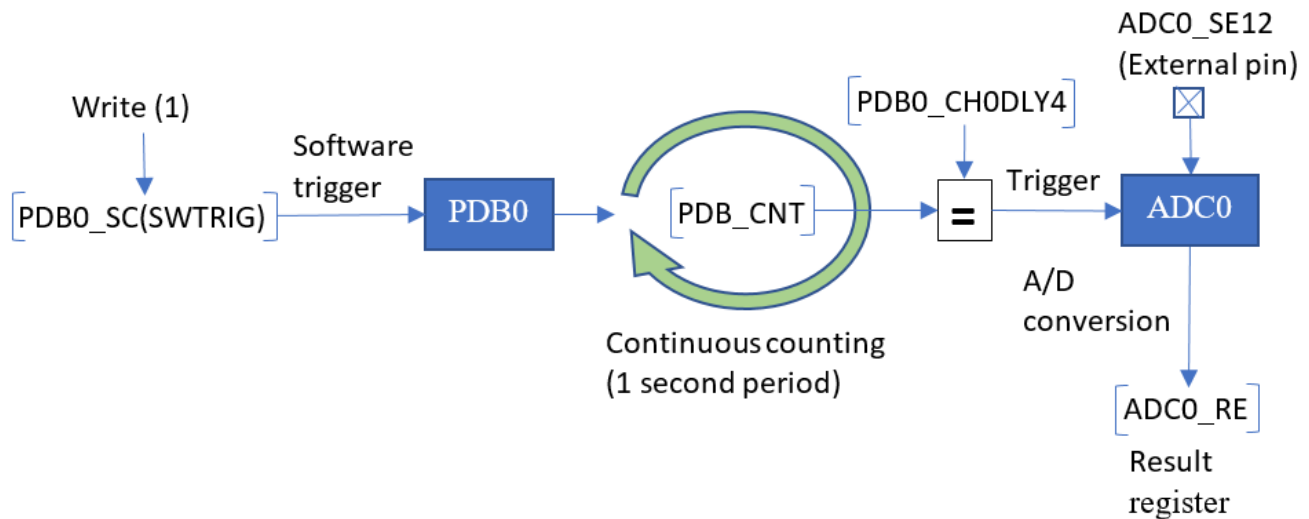 Write (1)
[PDB0_SC(SWTRIG)]
Software
trigger
PDB0
[PDB_CNT]
Continuous counting
(1 second period)
[PDB0_CH0DLY4]
=
Trigger
ADC0_SE12
(External pin)
ADC0
A/D
conversion
[ADC0_RE]
Result
register